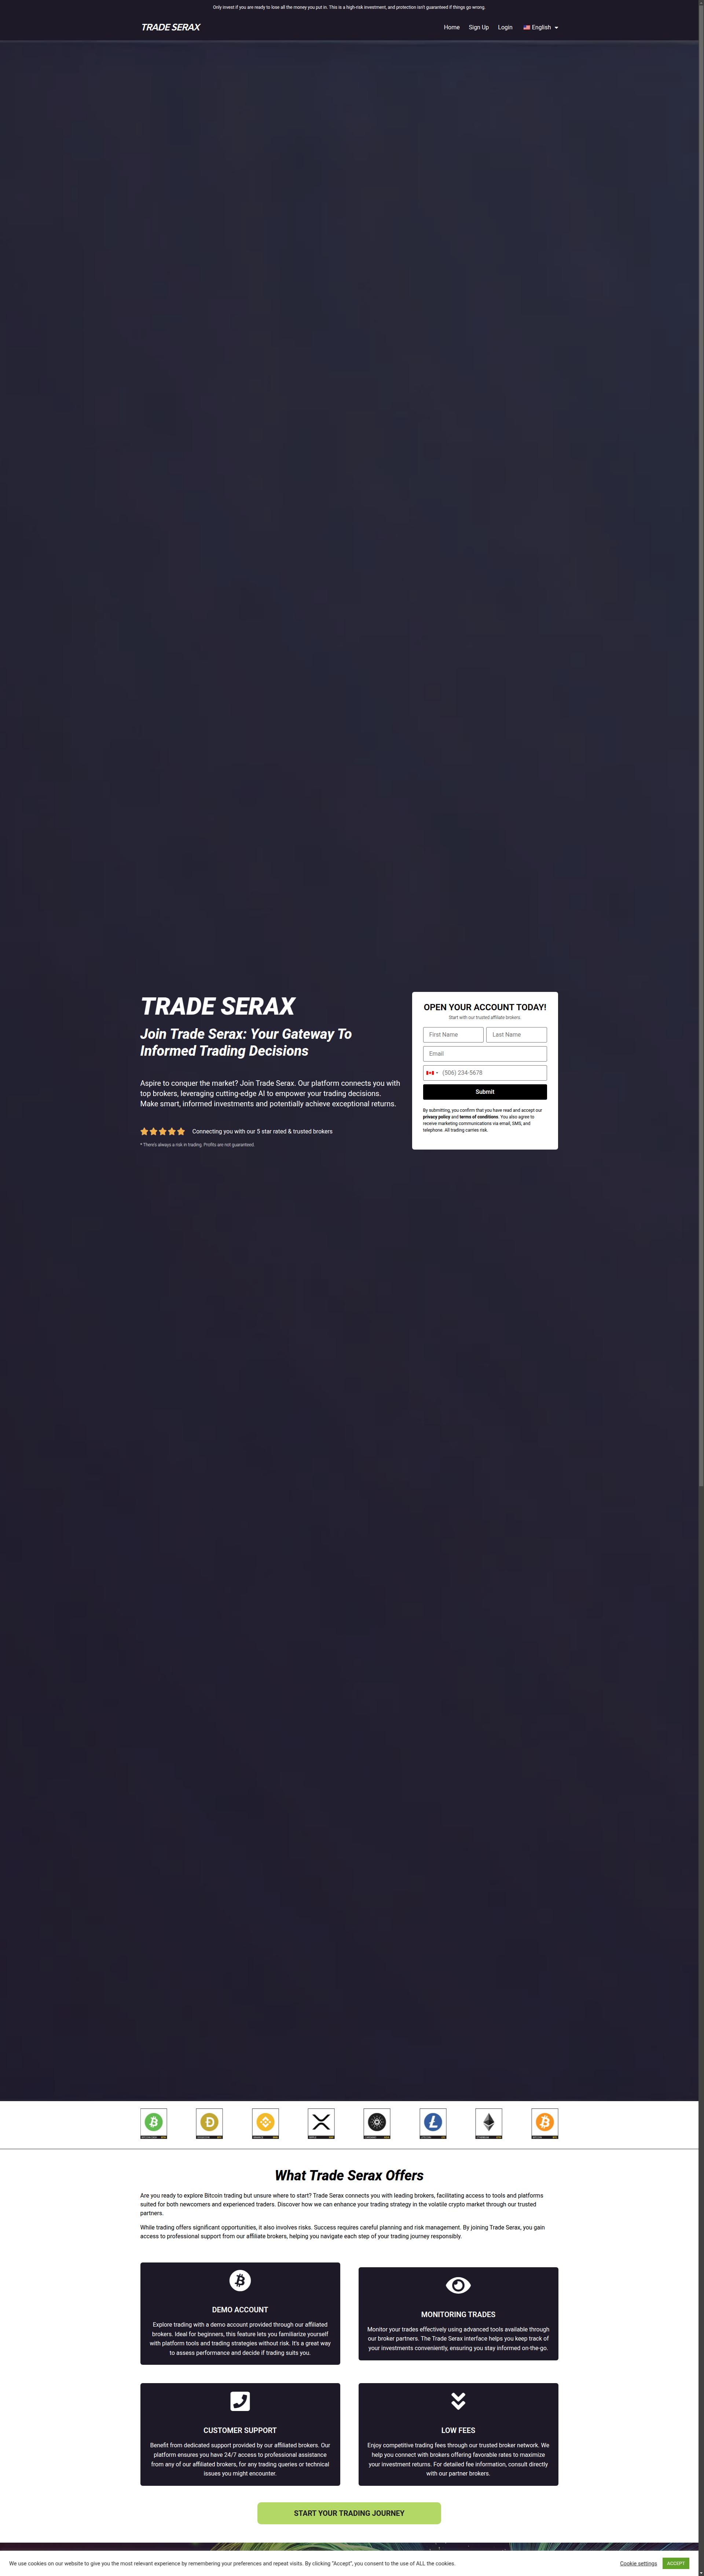 Only invest if you are ready to lose all the money you put in. This is a high-risk investment, and protection isn't guaranteed if things go wrong.
TRADE SERAX
Home
Sign Up
Login
English
TRADE SERAX
Join Trade Serax: Your Gateway To
Informed Trading Decisions
Aspire to conquer the market? Join Trade Serax. Our platform connects you with
top brokers, leveraging cutting-edge AI to empower your trading decisions.
Make smart, informed investments and potentially achieve exceptional returns.
Connecting you with our 5 star rated & trusted brokers
* There's always a risk in trading. Profits are not guaranteed.
OPEN YOUR ACCOUNT TODAY!
Start with our trusted affiliate brokers
First Name
Last Name
Email
(506) 234-5678
Submit
By submitting, you confirm that you have read and accept our
privacy policy and terms of conditions. You also agree to
receive marketing communications via email, SMS, and
telephone. All trading carries risk.
What Trade Serax Offers
Are you ready to explore Bitcoin trading but unsure where to start? Trade Serax connects you with leading brokers, facilitating access to tools and platforms
suited for both newcomers and experienced traders. Discover how we can enhance your trading strategy in the volatile crypto market through our trusted
partners.
While trading offers significant opportunities, it also involves risks. Success requires careful planning and risk management. By joining Trade Serax, you gain
access to professional support from our affiliate brokers, helping you navigate each step of your trading journey responsibly.
DEMO ACCOUNT
Explore trading with a demo account provided through our affiliated
brokers. Ideal for beginners, this feature lets you familiarize yourself
with platform tools and trading strategies without risk. It's a great way
to assess performance and decide if trading suits you.
MONITORING TRADES
Monitor your trades effectively using advanced tools available through
our broker partners. The Trade Serax interface helps you keep track of
your investments conveniently, ensuring you stay informed on-the-go.
CUSTOMER SUPPORT
Benefit from dedicated support provided by our affiliated brokers. Our
platform ensures you have 24/7 access to professional assistance
from any of our affiliated brokers, for any trading queries or technical
issues you might encounter.
LOW FEES
Enjoy competitive trading fees through our trusted broker network. We
help you connect with brokers offering favorable rates to maximize
your investment returns. For detailed fee information, consult directly
with our partner brokers.
START YOUR TRADING JOURNEY
We use cookies on our website to give you the most relevant experience by remembering your preferences and repeat visits. By clicking "Accept", you consent to the use of ALL the cookies.
Cookie settings
ACCEPT